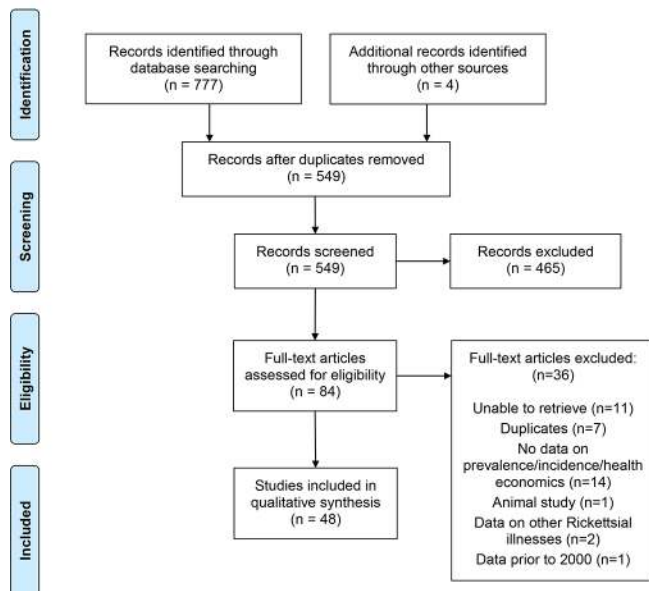 Identification
Records identified through
database searching
(n = 777)
Additional records identified
through other sources
(n = 4)
Records after duplicates removed
(n = 549)
Screening
Records screened
(n = 549)
Records excluded
(n = 465)
Eligibility
Full-text articles
assessed for eligibility
(n = 84)
Full-text articles excluded:
(n=36)
Unable to retrieve (n=11)
Duplicates (n=7)
No data on
prevalence/incidence/health
economics (n=14)
Animal study (n=1)
Data on other Rickettsial
illnesses (n=2)
Data prior to 2000 (n=1)
Included
Studies included in
qualitative synthesis
(n = 48)